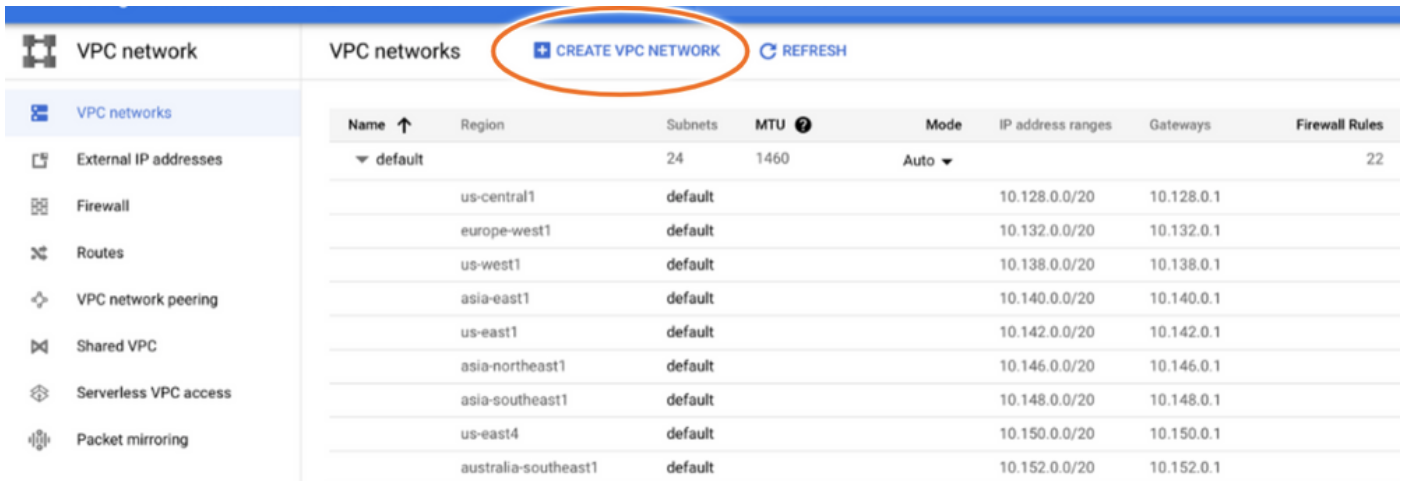 VPC network
VPC networks
CREATE VPC NETWORK
REFRESH
VPC networks
External IP addresses
Firewall
Routes
VPC network peering
Shared VPC
Serverless VPC access
Packet mirroring
Name Region Subnets MTU Mode IP address ranges Gateways Firewall Rules
default 24 1460 Auto 22
us-central1 default 10.128.0.0/20 10.128.0.1
europe-west1 default 10.132.0.0/20 10.132.0.1
us-west1 default 10.138.0.0/20 10.138.0.1
asia-east1 default 10.140.0.0/20 10.140.0.1
us-east1 default 10.142.0.0/20 10.142.0.1
asia-northeast1 default 10.146.0.0/20 10.146.0.1
asia-southeast1 default 10.148.0.0/20 10.148.0.1
us-east4 default 10.150.0.0/20 10.150.0.1
australia-southeast1 default 10.152.0.0/20 10.152.0.1